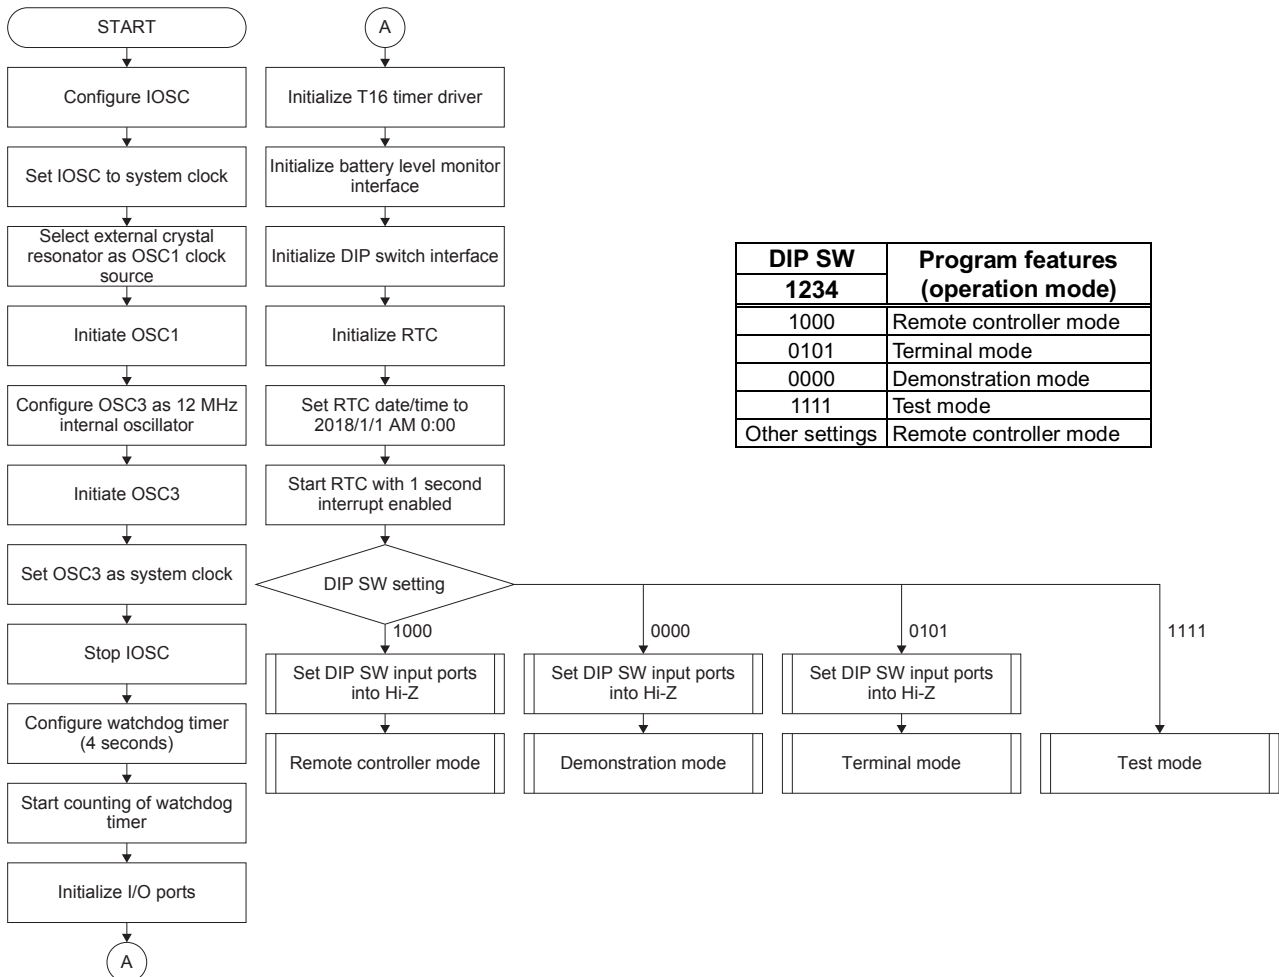 START
Configure IOSC
Set IOSC to system clock
Select external crystal
resonator as OSC1 clock
source
Initiate OSC1
Configure OSC3 as 12 MHz
internal oscillator
Initiate OSC3
Set OSC3 as system clock
Stop IOSC
Configure watchdog timer
(4 seconds)
Start counting of watchdog
timer
Initialize I/O ports
A
A
Initialize T16 timer driver
Initialize battery level monitor
interface
Initialize DIP switch interface
Initialize RTC
Set RTC date/time to
2018/1/1 AM 0:00
Start RTC with 1 second
interrupt enabled
DIP SW setting
1000
0000
0101
1111
Set DIP SW input ports
into Hi-Z
Set DIP SW input ports
into Hi-Z
Set DIP SW input ports
into Hi-Z
Remote controller mode
Demonstration mode
Terminal mode
Test mode
DIP SW
1234
Program features
(operation mode)
1000 Remote controller mode
0101 Terminal mode
0000 Demonstration mode
1111 Test mode
Other settings Remote controller mode